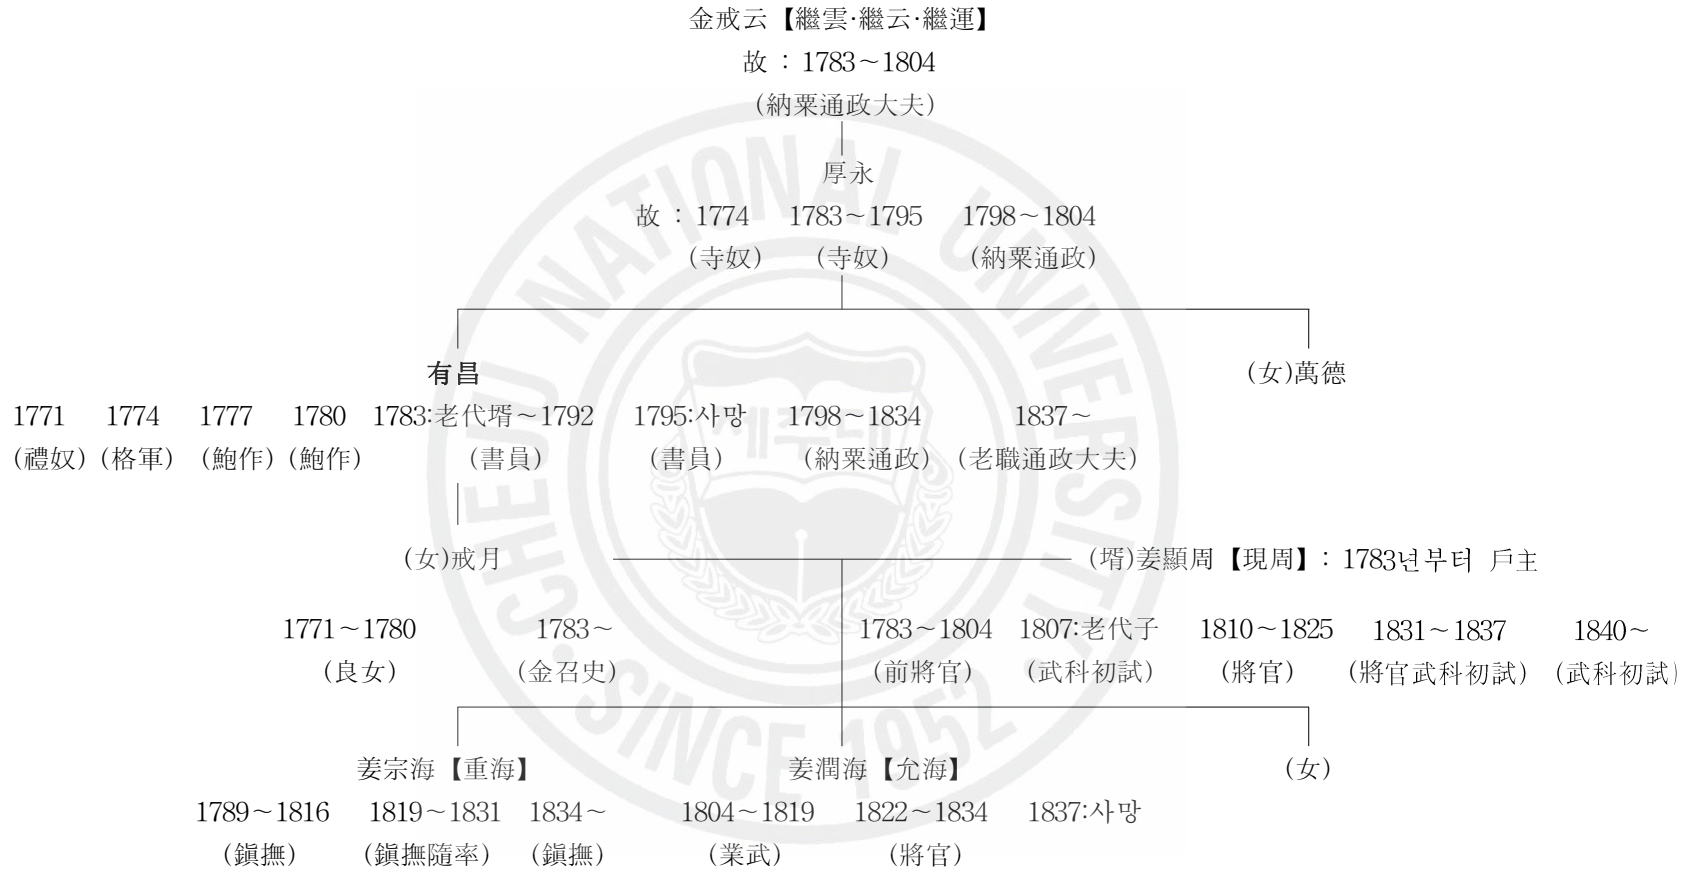 金戒云【繼雲·繼云·繼運】
故 : 1783～1804
(納粟通政大夫)
厚永
故 : 1774 1783～1795 1798～1804
(寺奴) (寺奴) (納粟通政)
有昌 (女)萬德
1771 1774 1777 1780 1783:老代壻～1792 1795:사망 1798～1834 1837～
(禮奴) (格軍) (鮑作) (鮑作) (書員) (書員) (納粟通政) (老職通政大夫)
(女)戒月 (壻)姜顯周【現周】: 1783년부터 戶主
1771～1780 1783～ 1783～1804 1807:老代子 1810～1825 1831～1837 1840～
(良女) (金召史) (前將官) (武科初試) (將官) (將官武科初試) (武科初試)
姜宗海【重海】 姜潤海【允海】 (女)
1789～1816 1819～1831 1834～ 1804～1819 1822～1834 1837:사망
(鎭撫) (鎭撫隨率) (鎭撫) (業武) (將官)
CHEJU NATIONAL UNIVERSITY
제주대
SINCE 1952